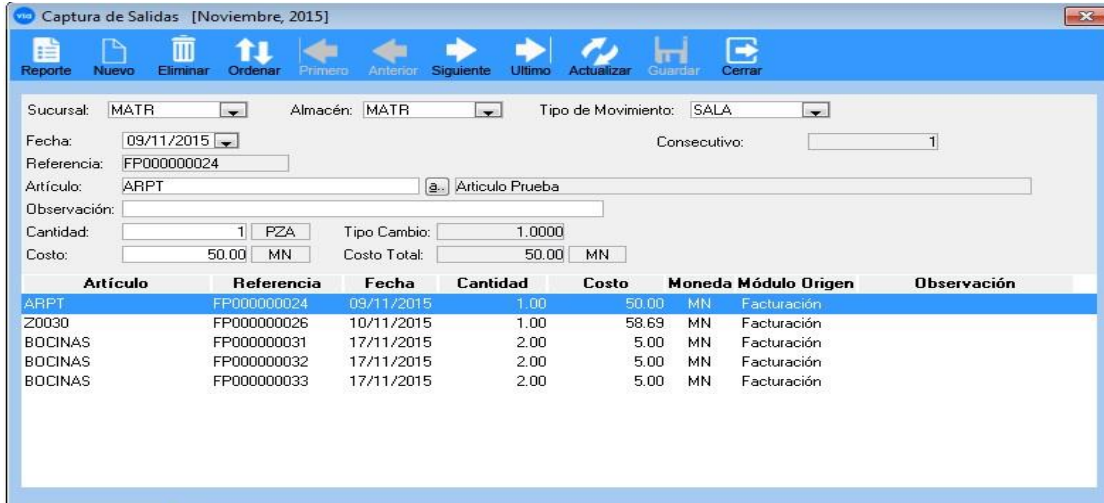 via Captura de Salidas [Noviembre, 2015]
Reporte Nuevo Eliminar Ordenar Primero Anterior Siguiente Ultimo Actualizar Guardar Cerrar
Sucursal: MATR Almacén: MATR Tipo de Movimiento: SALA
Fecha: 09/11/2015 Consecutivo: 1
Referencia: FP000000024
Artículo: ARPT a.. Articulo Prueba
Observación:
Cantidad: 1 PZA Tipo Cambio: 1.0000
Costo: 50.00 MN Costo Total: 50.00 MN
Artículo Referencia Fecha Cantidad Costo Moneda Módulo Origen Observación
ARPT FP000000024 09/11/2015 1.00 50.00 MN Facturación
Z0030 FP000000026 10/11/2015 1.00 58.69 MN Facturación
BOCINAS FP000000031 17/11/2015 2.00 5.00 MN Facturación
BOCINAS FP000000032 17/11/2015 2.00 5.00 MN Facturación
BOCINAS FP000000033 17/11/2015 2.00 5.00 MN Facturación